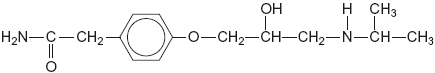 OH H CH₃
H₂N—C—CH₂ O—CH₂—CH—CH₂—N—CH—CH₃
O